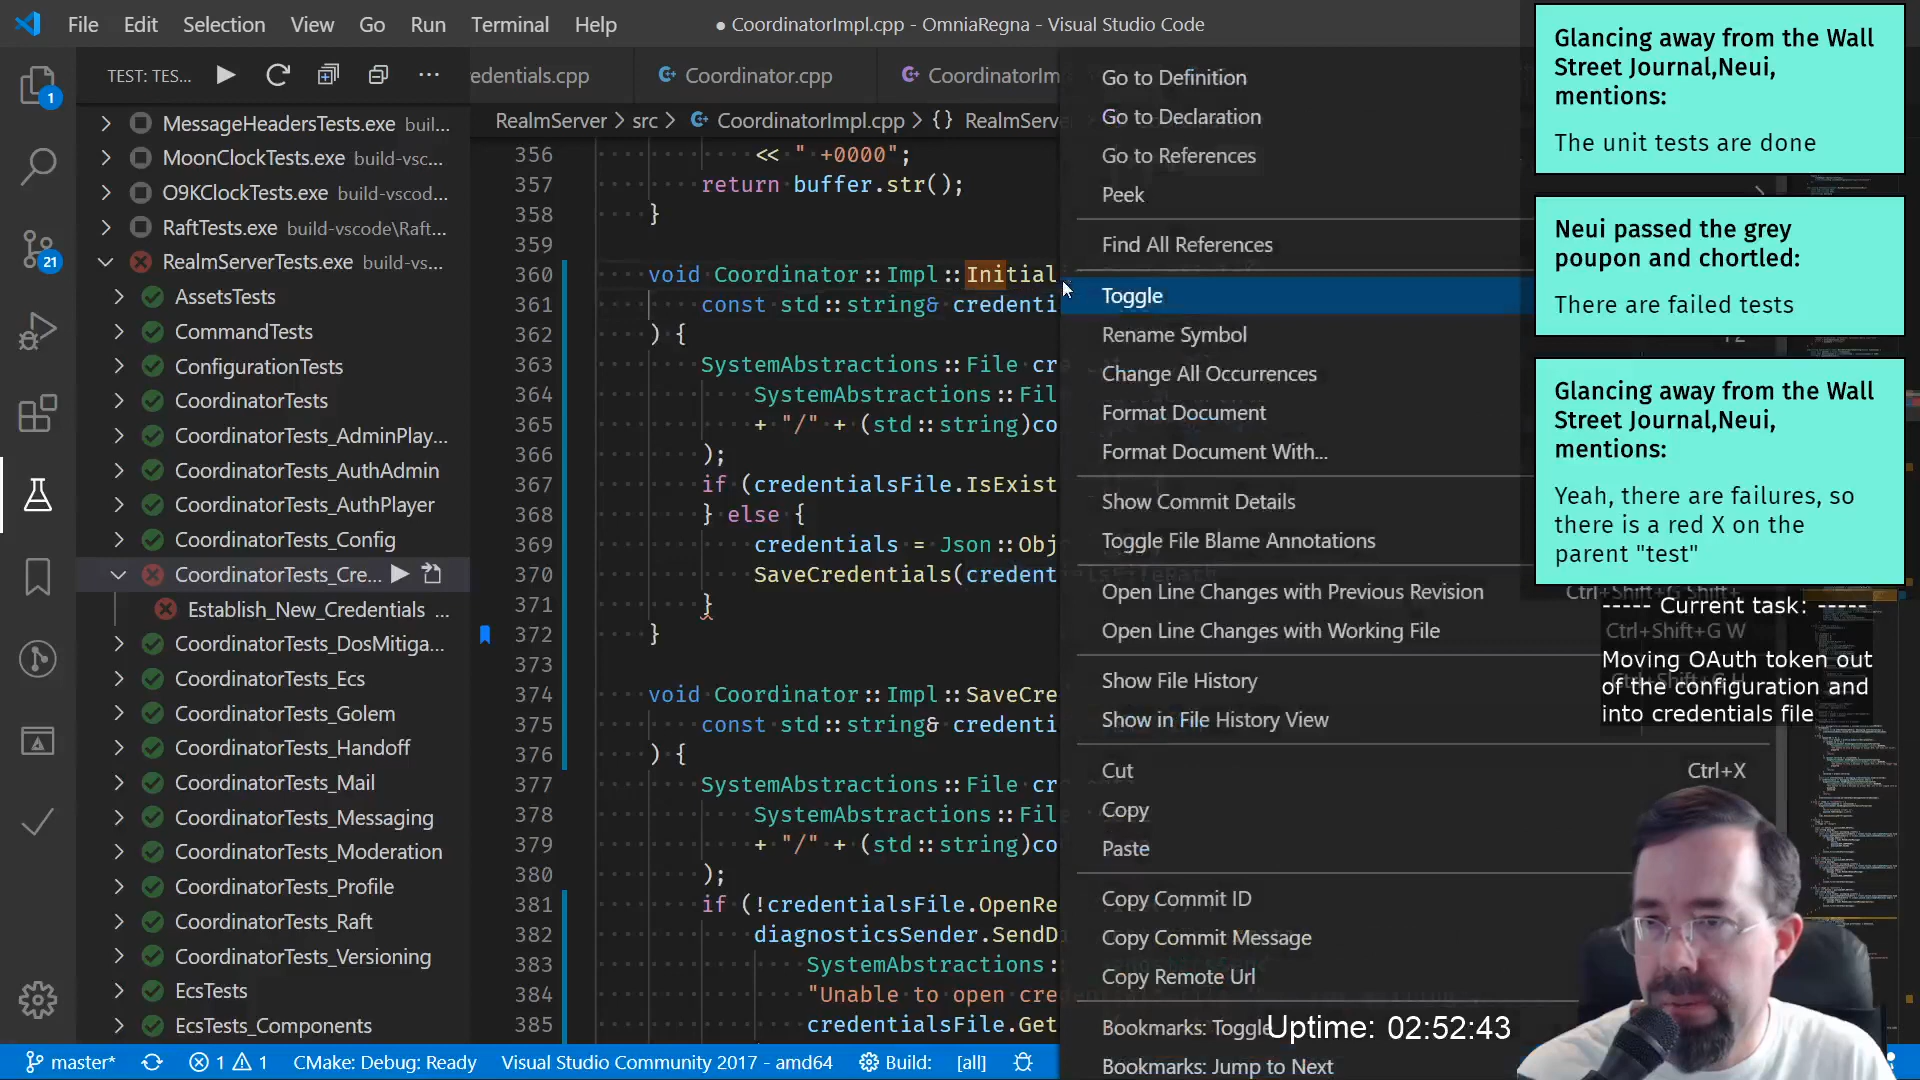 File Edit Selection View Go Run Terminal Help
● CoordinatorImpl.cpp - OmniaRegna - Visual Studio Code
TEST: TES...
edentials.cpp
Coordinator.cpp
CoordinatorIm
RealmServer > src > CoordinatorImpl.cpp > {} RealmServe
1
21
MessageHeadersTests.exe buil...
MoonClockTests.exe build-vsc...
O9KClockTests.exe build-vscod...
RaftTests.exe build-vscode\Raft...
RealmServerTests.exe build-vs...
AssetsTests
CommandTests
ConfigurationTests
CoordinatorTests
CoordinatorTests_AdminPlay...
CoordinatorTests_AuthAdmin
CoordinatorTests_AuthPlayer
CoordinatorTests_Config
CoordinatorTests_Cre...
Establish_New_Credentials ...
CoordinatorTests_DosMitiga...
CoordinatorTests_Ecs
CoordinatorTests_Golem
CoordinatorTests_Handoff
CoordinatorTests_Mail
CoordinatorTests_Messaging
CoordinatorTests_Moderation
CoordinatorTests_Profile
CoordinatorTests_Raft
CoordinatorTests_Versioning
EcsTests
EcsTests_Components
356 << " +0000";
357 return buffer.str();
358 }
359
360 void Coordinator::Impl::Initial
361 const std::string& credenti
362 ) {
363 SystemAbstractions::File cr
364 SystemAbstractions::Fil
365 + "/" + (std::string)co
366 );
367 if (credentialsFile.IsExist
368 } else {
369 credentials = Json::Obj
370 SaveCredentials(credent
371 }
372 }
373
374 void Coordinator::Impl::SaveCre
375 const std::string& credenti
376 ) {
377 SystemAbstractions::File cr
378 SystemAbstractions::Fil
379 + "/" + (std::string)co
380 );
381 if (!credentialsFile.OpenRe
382 diagnosticsSender.SendDi
383 SystemAbstractions:
384 "Unable to open cre
385 credentialsFile.Get
Go to Definition
Go to Declaration
Go to References
Peek
Find All References
Toggle
Rename Symbol
Change All Occurrences
Format Document
Format Document With...
Show Commit Details
Toggle File Blame Annotations
Open Line Changes with Previous Revision Ctrl+Shift+G Shift+
Open Line Changes with Working File Ctrl+Shift+G W
Show File History Ctrl+Shift+G H
Show in File History View
Cut Ctrl+X
Copy
Paste
Copy Commit ID
Copy Commit Message
Copy Remote Url
Bookmarks: Toggle
Bookmarks: Jump to Next
Glancing away from the Wall
Street Journal,Neui,
mentions:
The unit tests are done
Neui passed the grey
poupon and chortled:
There are failed tests
Glancing away from the Wall
Street Journal,Neui,
mentions:
Yeah, there are failures, so
there is a red X on the
parent "test"
----- Current task: -----
Moving OAuth token out
of the configuration and
into credentials file
Uptime: 02:52:43
master* 1 1 CMake: Debug: Ready Visual Studio Community 2017 - amd64 Build: [all]